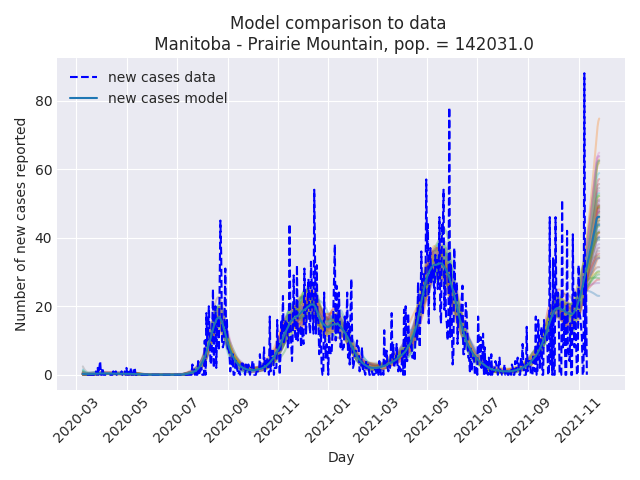 Model comparison to data
Manitoba - Prairie Mountain, pop. = 142031.0
new cases data
new cases model
Number of new cases reported
80
60
40
20
0
2020-03
2020-05
2020-07
2020-09
2020-11
2021-01
2021-03
2021-05
2021-07
2021-09
2021-11
Day